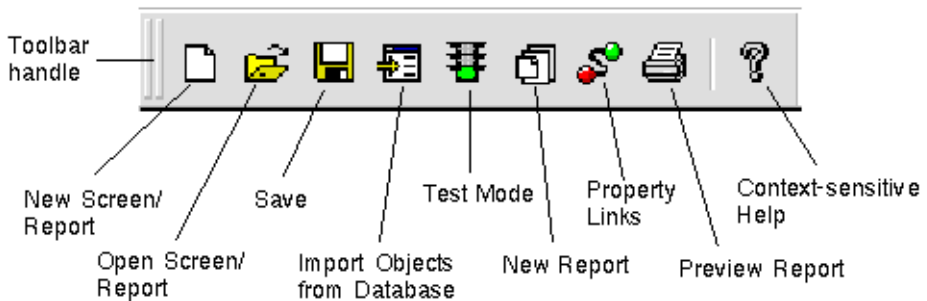 Toolbar
handle
New Screen/
Report
Open Screen/
Report
Save
Import Objects
from Database
Test Mode
New Report
Property
Links
Preview Report
Context-sensitive
Help